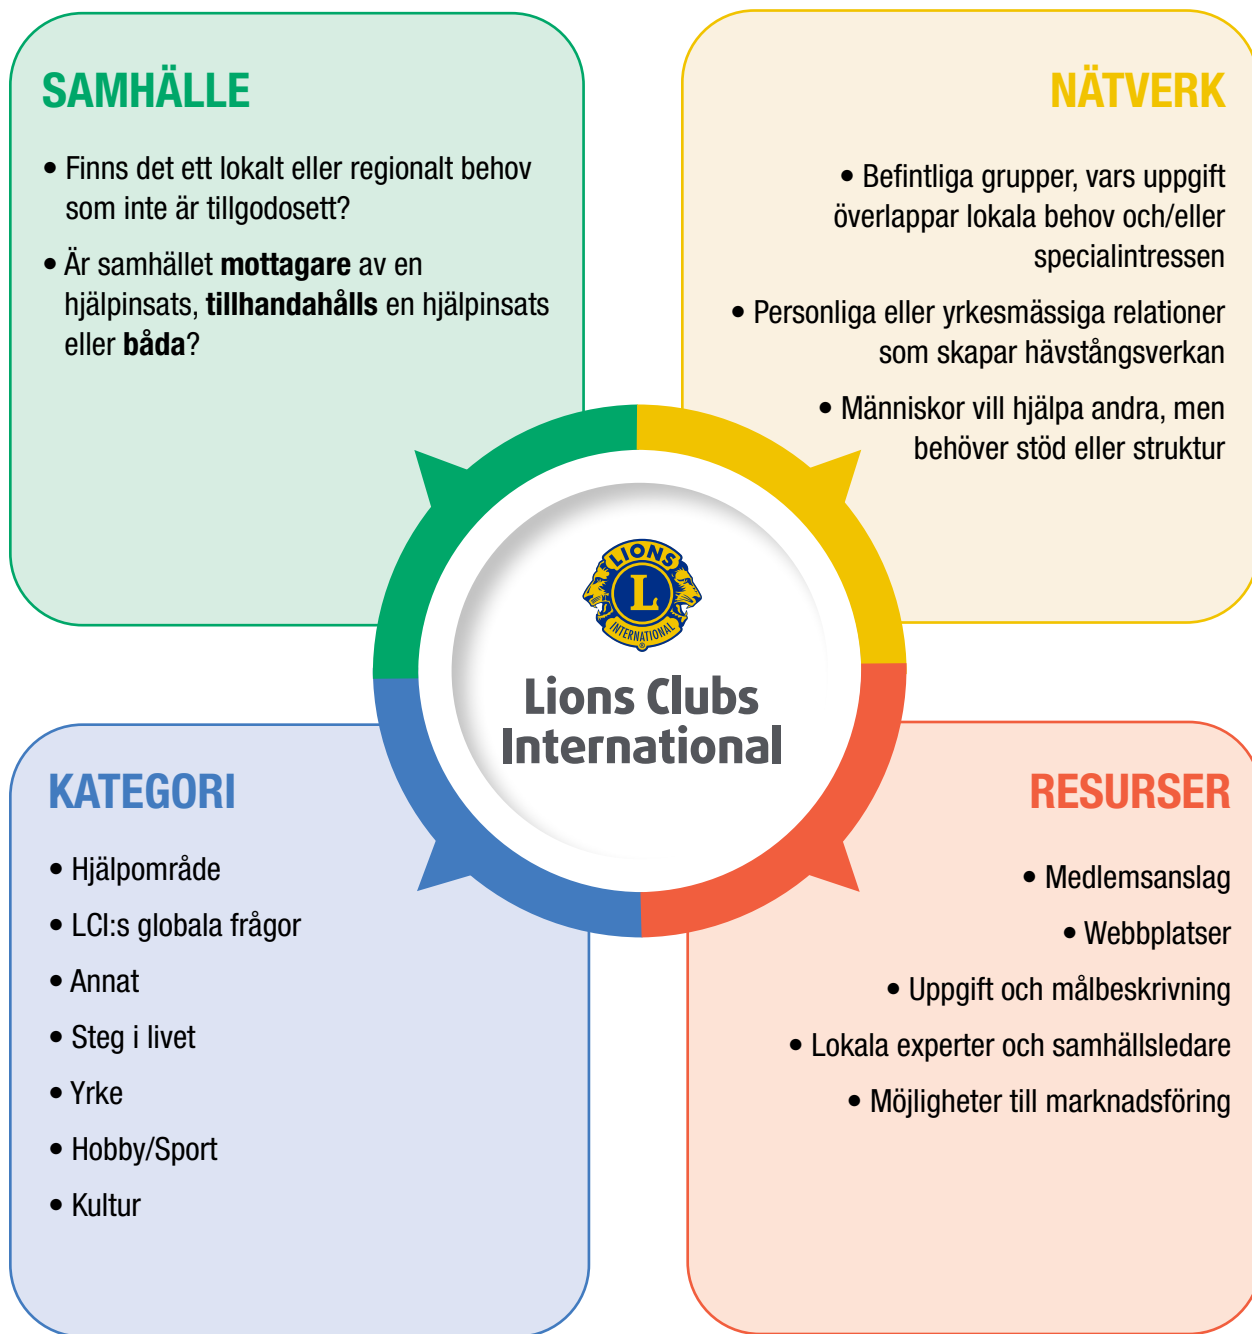 SAMHÄLLE
• Finns det ett lokalt eller regionalt behov
som inte är tillgodosett?
• Är samhället mottagare av en
hjälpinsats, tillhandahålls en hjälpinsats
eller båda?
NÄTVERK
• Befintliga grupper, vars uppgift
överlappar lokala behov och/eller
specialintressen
• Personliga eller yrkesmässiga relationer
som skapar hävstångsverkan
• Människor vill hjälpa andra, men
behöver stöd eller struktur
LIONS
L
INTERNATIONAL
®
Lions Clubs
International
KATEGORI
• Hjälpområde
• LCI:s globala frågor
• Annat
• Steg i livet
• Yrke
• Hobby/Sport
• Kultur
RESURSER
• Medlemsanslag
• Webbplatser
• Uppgift och målbeskrivning
• Lokala experter och samhällsledare
• Möjligheter till marknadsföring